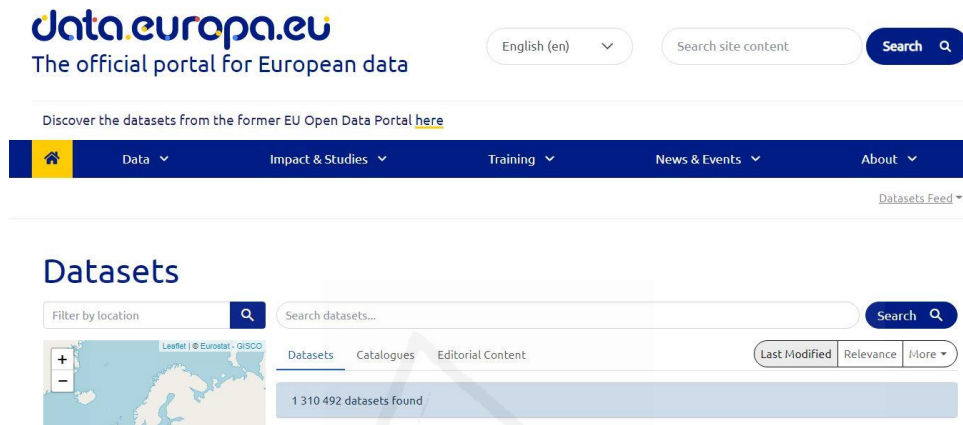 data.europa.eu
The official portal for European data
English (en)
Search site content
Search
Discover the datasets from the former EU Open Data Portal here
Data
Impact & Studies
Training
News & Events
About
Datasets Feed
Datasets
Filter by location
Search datasets...
Search
+
−
Leaflet | © Eurostat - GISCO
Datasets
Catalogues
Editorial Content
Last Modified
Relevance
More
1 310 492 datasets found